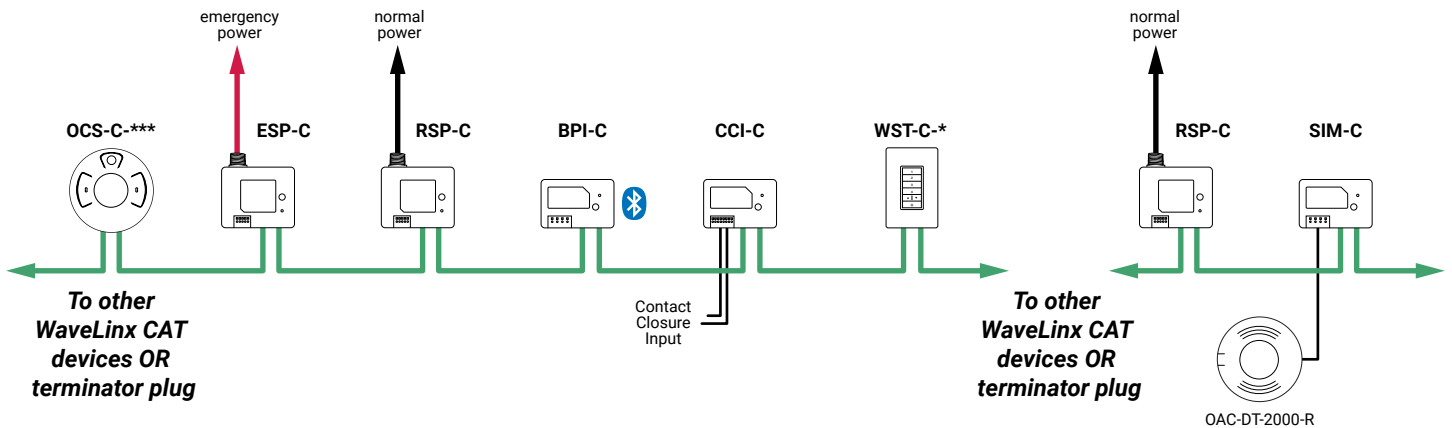 emergency
power
normal
power
normal
power
OCS-C-***
ESP-C
RSP-C
BPI-C
CCI-C
WST-C-*
RSP-C
SIM-C
Contact
Closure
Input
To other
WaveLinx CAT
devices OR
terminator plug
To other
WaveLinx CAT
devices OR
terminator plug
OAC-DT-2000-R